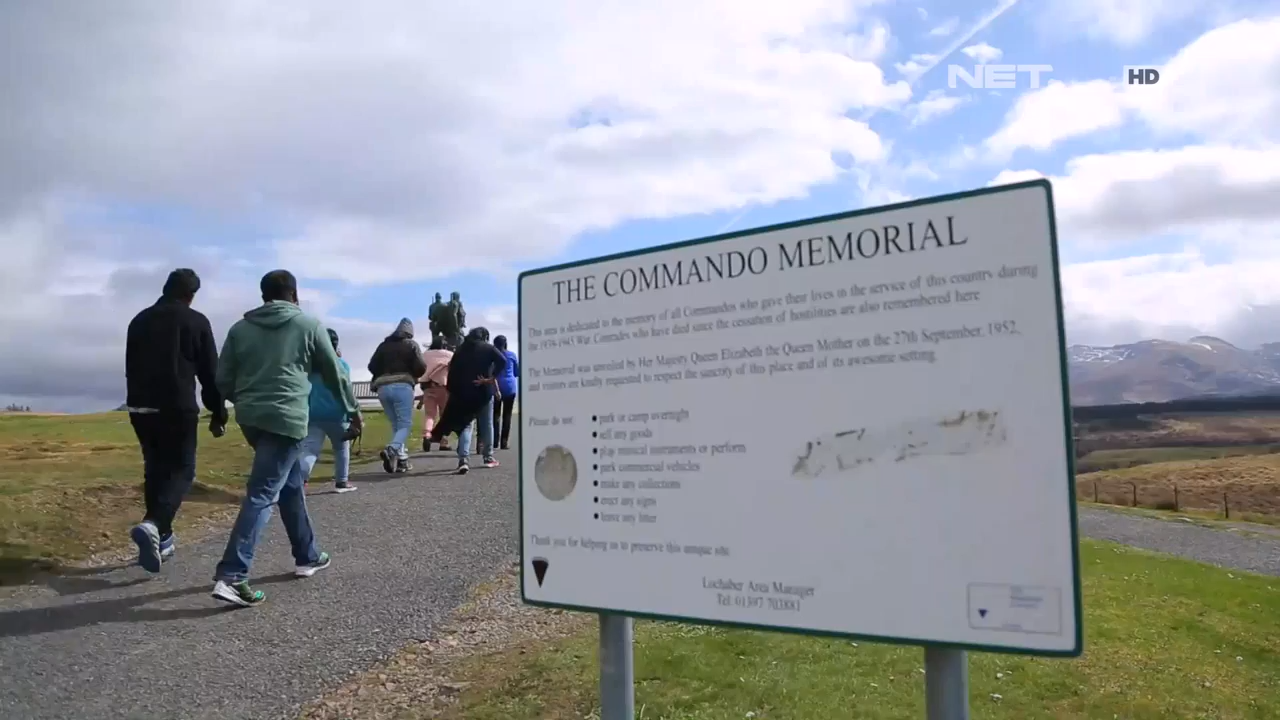 NET. HD
THE COMMANDO MEMORIAL
This area is dedicated to the memory of all Commandos who gave their lives in the service of this country during
the 1939-1945 War. Comrades who have died since the cessation of hostilities are also remembered here
The Memorial was unveiled by Her Majesty Queen Elizabeth the Queen Mother on the 27th September, 1952,
and visitors are kindly requested to respect the sanctity of this place and of its awesome setting.
Please do not: • park or camp overnight
• sell any goods
• play musical instruments or perform
• park commercial vehicles
• make any collections
• erect any signs
• leave any litter
Thank you for helping us to preserve this unique site
Lochaber Area Manager
Tel: 01397 703881